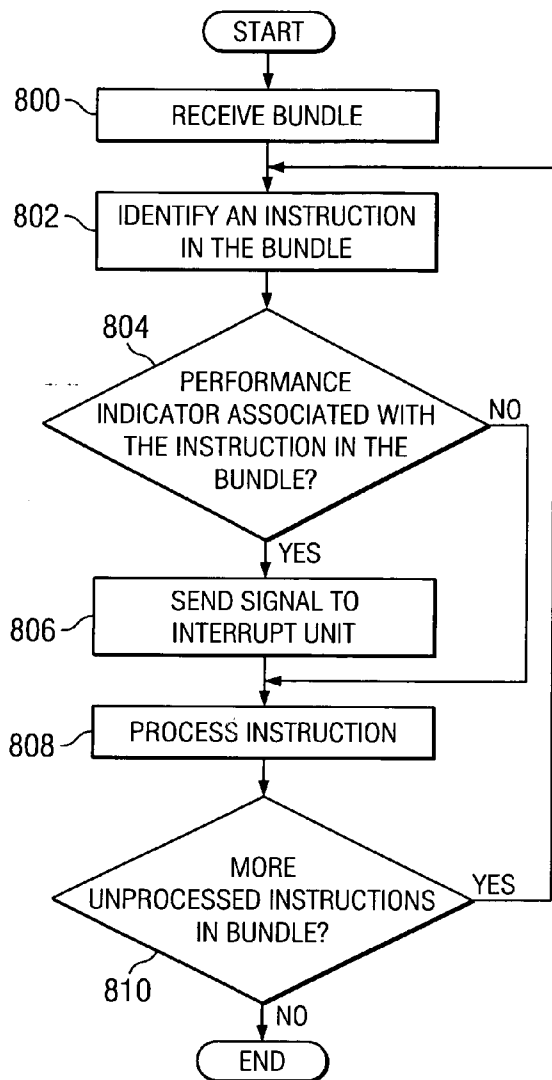 START
800
RECEIVE BUNDLE
802
IDENTIFY AN INSTRUCTION
IN THE BUNDLE
804
PERFORMANCE
INDICATOR ASSOCIATED WITH
THE INSTRUCTION IN THE
BUNDLE?
NO
YES
806
SEND SIGNAL TO
INTERRUPT UNIT
808
PROCESS INSTRUCTION
MORE
UNPROCESSED INSTRUCTIONS
IN BUNDLE?
YES
810
NO
END